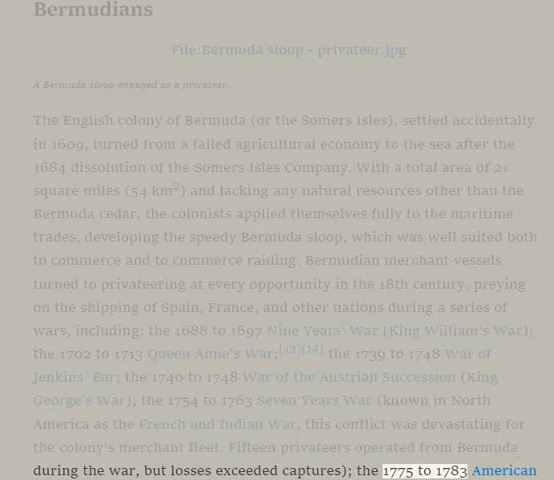 Bermudians
File:Bermuda sloop - privateer.jpg
A Bermuda sloop engaged as a privateer.
The English colony of Bermuda (or the Somers Isles), settled accidentally
in 1609, turned from a failed agricultural economy to the sea after the
1684 dissolution of the Somers Isles Company. With a total area of 21
square miles (54 km2) and lacking any natural resources other than the
Bermuda cedar, the colonists applied themselves fully to the maritime
trades, developing the speedy Bermuda sloop, which was well suited both
to commerce and to commerce raiding. Bermudian merchant vessels
turned to privateering at every opportunity in the 18th century, preying
on the shipping of Spain, France, and other nations during a series of
wars, including: the 1688 to 1697 Nine Years' War (King William's War);
the 1702 to 1713 Queen Anne's War;[13][14] the 1739 to 1748 War of
Jenkins' Ear; the 1740 to 1748 War of the Austrian Succession (King
George's War); the 1754 to 1763 Seven Years War (known in North
America as the French and Indian War, this conflict was devastating for
the colony's merchant fleet. Fifteen privateers operated from Bermuda
during the war, but losses exceeded captures); the 1775 to 1783 American